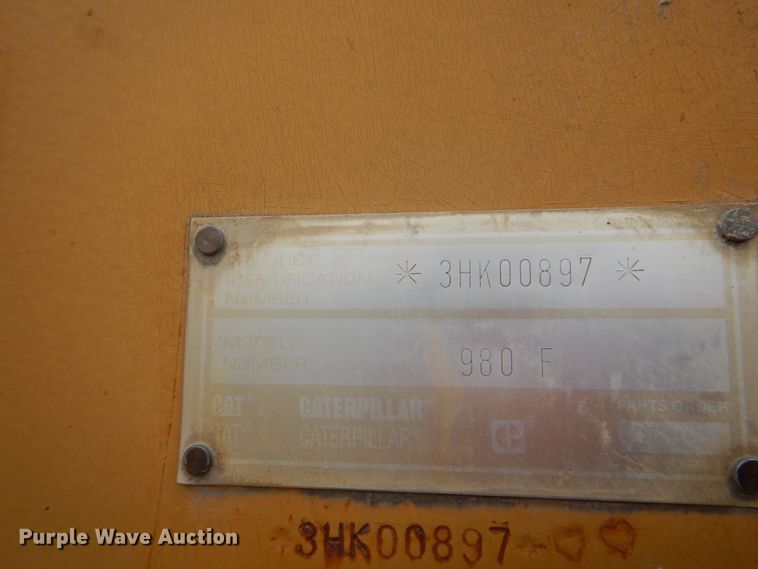 PRODUCT
IDENTIFICATION
NUMBER
* 3HK00897 *
MODEL
NUMBER
980 F
CAT® CATERPILLAR® PARTS ORDER
CAT® CATERPILLAR® C®
3HK00897
Purple Wave Auction